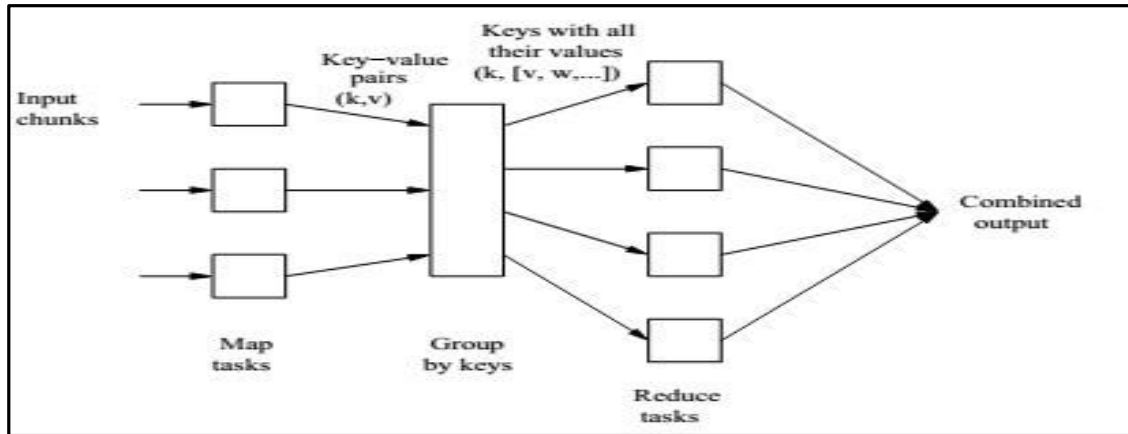 Input
chunks
Key−value
pairs
(k,v)
Keys with all
their values
(k, [v, w,...])
Combined
output
Map
tasks
Group
by keys
Reduce
tasks